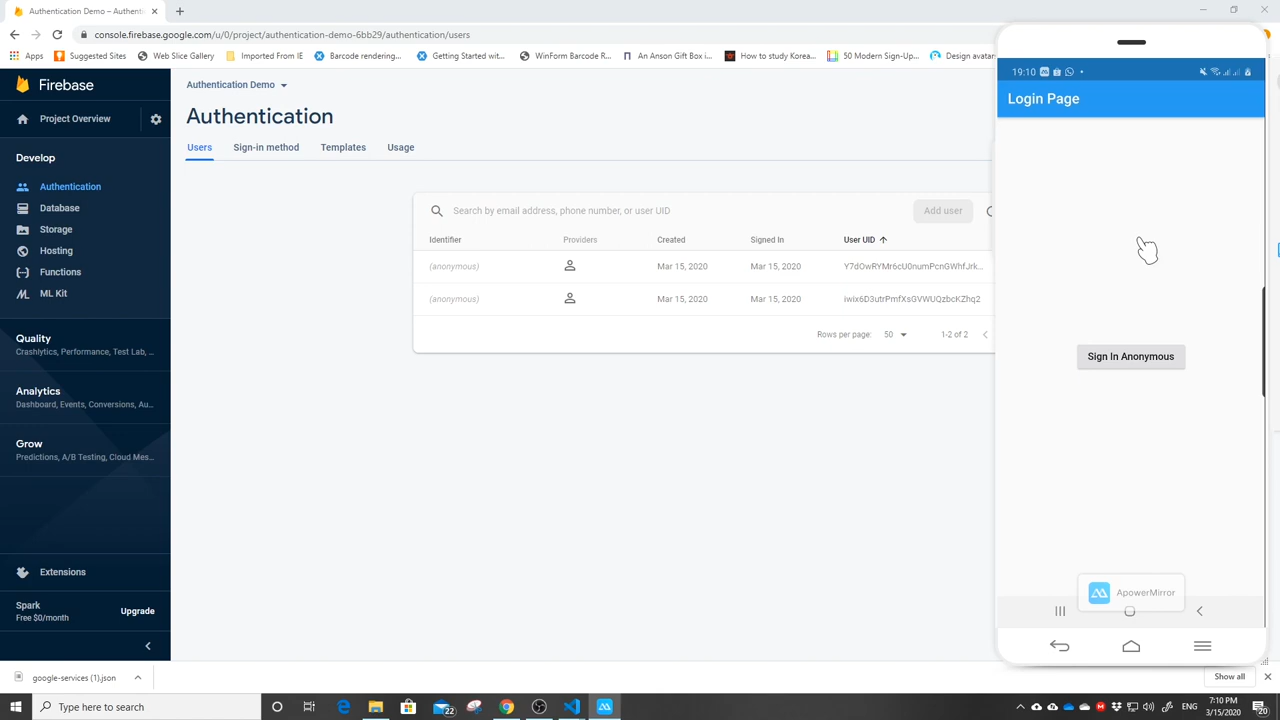 Authentication Demo – Authenti
console.firebase.google.com/u/0/project/authentication-demo-6bb29/authentication/users
Apps
Suggested Sites
Web Slice Gallery
Imported From IE
Barcode rendering...
Getting Started wit...
WinForm Barcode R...
An Anson Gift Box i...
How to study Korea...
50 Modern Sign-Up...
Design avatar
Firebase
Project Overview
Develop
Authentication
Database
Storage
Hosting
Functions
ML Kit
Quality
Crashlytics, Performance, Test Lab, ...
Analytics
Dashboard, Events, Conversions, Au...
Grow
Predictions, A/B Testing, Cloud Mes...
Extensions
Spark
Free $0/month
Upgrade
Authentication Demo
Authentication
Users Sign-in method Templates Usage
Search by email address, phone number, or user UID
Add user
Identifier Providers Created Signed In User UID
(anonymous) Mar 15, 2020 Mar 15, 2020
(anonymous) Mar 15, 2020 Mar 15, 2020
Rows per page: 50 1-2 of 2
19:10
Login Page
Sign In Anonymous
ApowerMirror
google-services (1).json
Show all
Type here to search
22
ENG
7:10 PM
3/15/2020
20